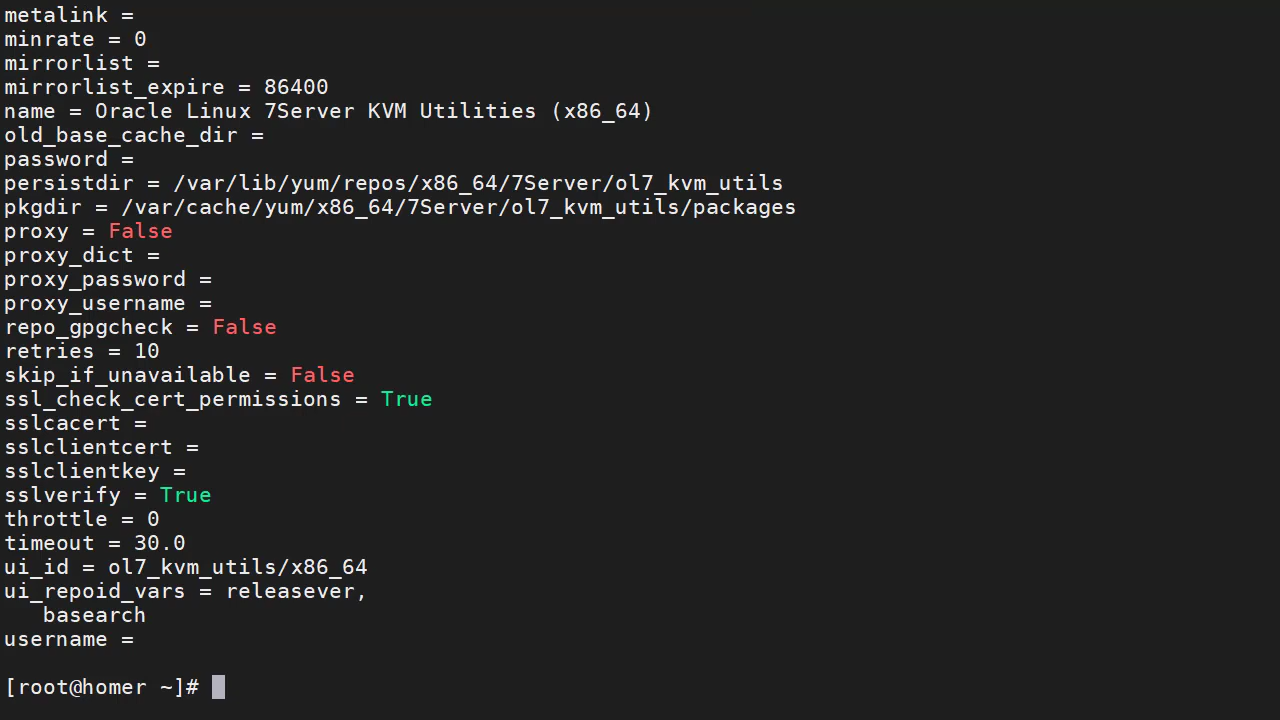 metalink =
minrate = 0
mirrorlist =
mirrorlist_expire = 86400
name = Oracle Linux 7Server KVM Utilities (x86_64)
old_base_cache_dir =
password =
persistdir = /var/lib/yum/repos/x86_64/7Server/ol7_kvm_utils
pkgdir = /var/cache/yum/x86_64/7Server/ol7_kvm_utils/packages
proxy = False
proxy_dict =
proxy_password =
proxy_username =
repo_gpgcheck = False
retries = 10
skip_if_unavailable = False
ssl_check_cert_permissions = True
sslcacert =
sslclientcert =
sslclientkey =
sslverify = True
throttle = 0
timeout = 30.0
ui_id = ol7_kvm_utils/x86_64
ui_repoid_vars = releasever,
   basearch
username =
[root@homer ~]#